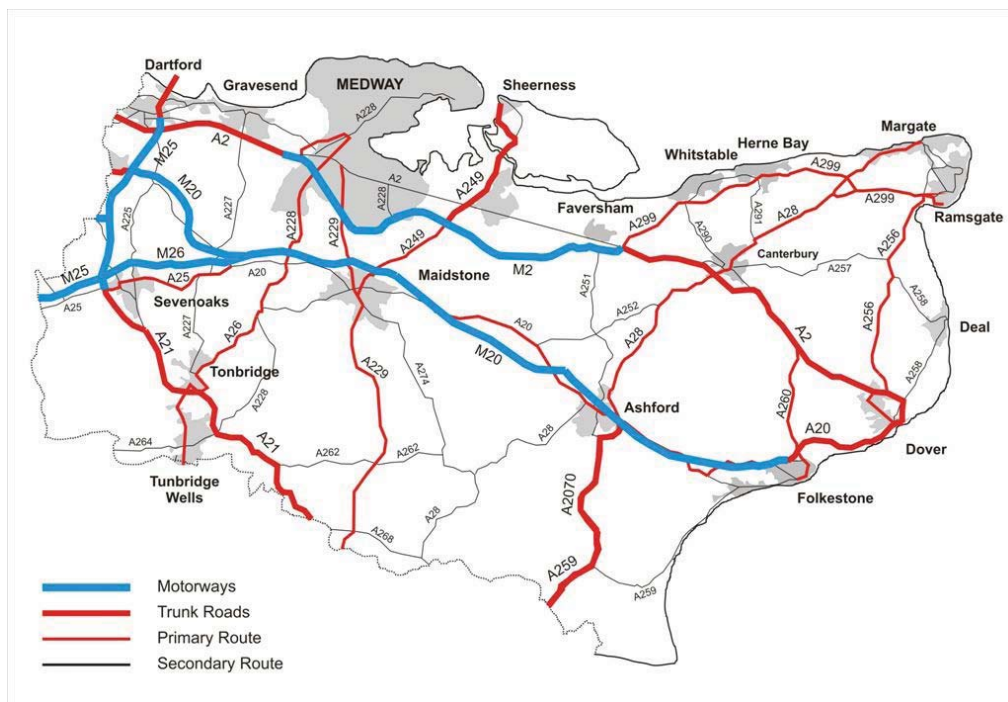 Dartford
Gravesend
MEDWAY
Sheerness
A228
A2
M25
M20
A225
A227
A228
A229
A2
A228
A249
A249
Whitstable
Herne Bay
Margate
A299
A299
Ramsgate
Faversham
A299
A290
A291
A28
A256
Canterbury
A257
M25
M26
A25
A20
A25
Sevenoaks
Maidstone
M2
A251
A252
A28
A2
A256
A258
Deal
A258
A21
A227
A26
Tonbridge
A228
A229
A274
A20
M20
Ashford
A260
A20
Dover
Folkestone
A264
Tunbridge
Wells
A21
A262
A262
A28
A28
A268
A2070
A259
A259
Motorways
Trunk Roads
Primary Route
Secondary Route